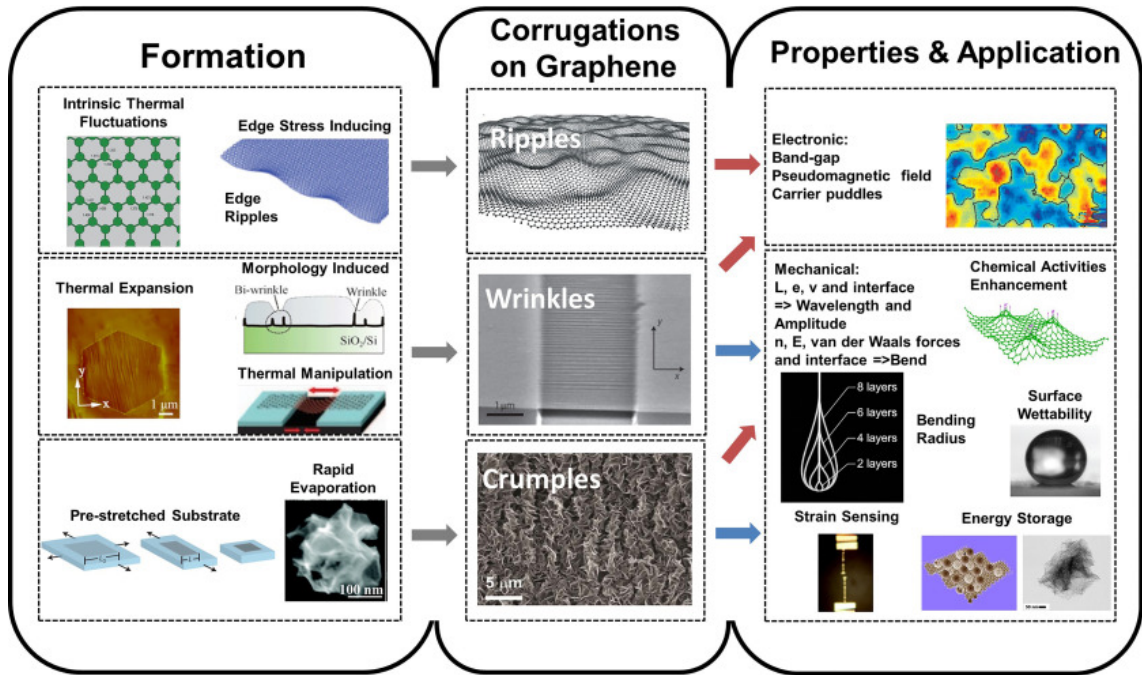 Formation
Intrinsic Thermal
Fluctuations
Edge Stress Inducing
Edge
Ripples
Thermal Expansion
y
x
1 μm
Morphology Induced
Bi-wrinkle
Wrinkle
SiO2/Si
Thermal Manipulation
Pre-stretched Substrate
L0
L
Rapid
Evaporation
100 nm
Corrugations
on Graphene
Ripples
Wrinkles
y
x
1μm
Crumples
5 μm
Properties & Application
Electronic:
Band-gap
Pseudomagnetic field
Carrier puddles
Mechanical:
L, e, v and interface
=> Wavelength and
Amplitude
n, E, van der Waals forces
and interface =>Bend
Chemical Activities
Enhancement
8 layers
6 layers
4 layers
2 layers
Bending
Radius
Surface
Wettability
Strain Sensing
Energy Storage